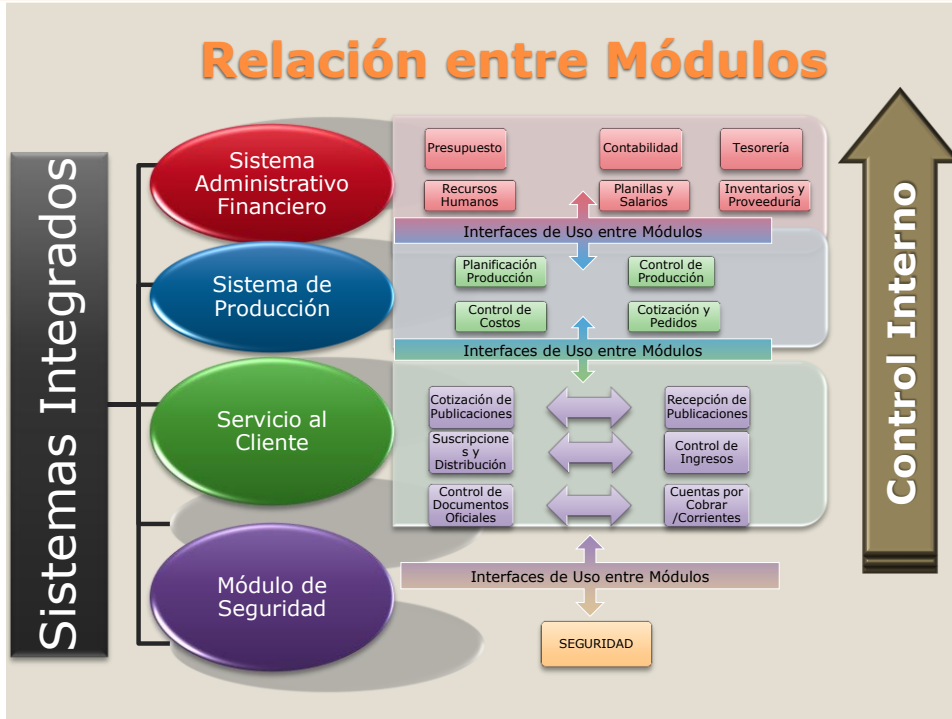 Relación entre Módulos
Sistemas Integrados
Sistema
Administrativo
Financiero
Presupuesto
Contabilidad
Tesorería
Recursos
Humanos
Planillas y
Salarios
Inventarios y
Proveeduría
Interfaces de Uso entre Módulos
Sistema de
Producción
Planificación
Producción
Control de
Producción
Control de
Costos
Cotización y
Pedidos
Interfaces de Uso entre Módulos
Servicio al
Cliente
Cotización de
Publicaciones
Recepción de
Publicaciones
Suscripcione
s y
Distribución
Control de
Ingresos
Control de
Documentos
Oficiales
Cuentas por
Cobrar
/Corrientes
Interfaces de Uso entre Módulos
Módulo de
Seguridad
SEGURIDAD
Control Interno